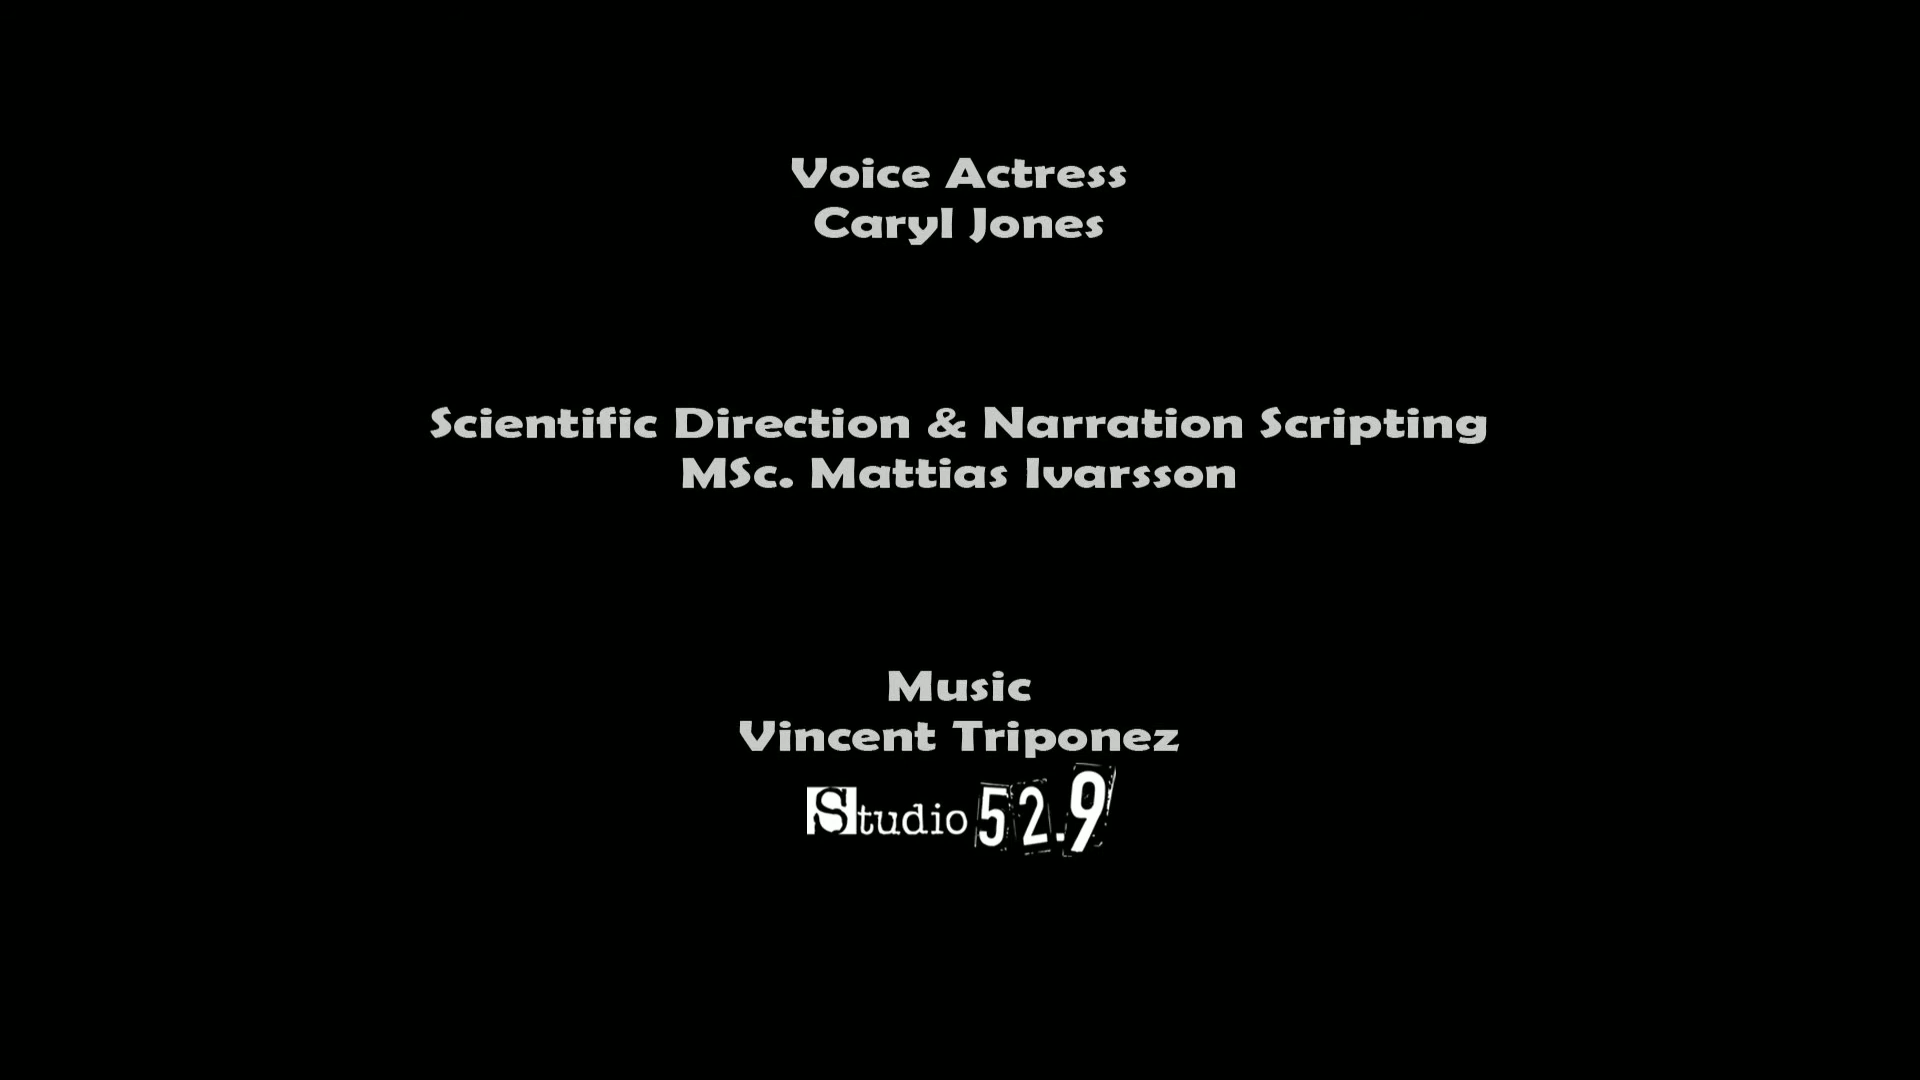 Voice Actress
Caryl Jones
Scientific Direction & Narration Scripting
MSc. Mattias Ivarsson
Music
Vincent Triponez
Studio 52.9